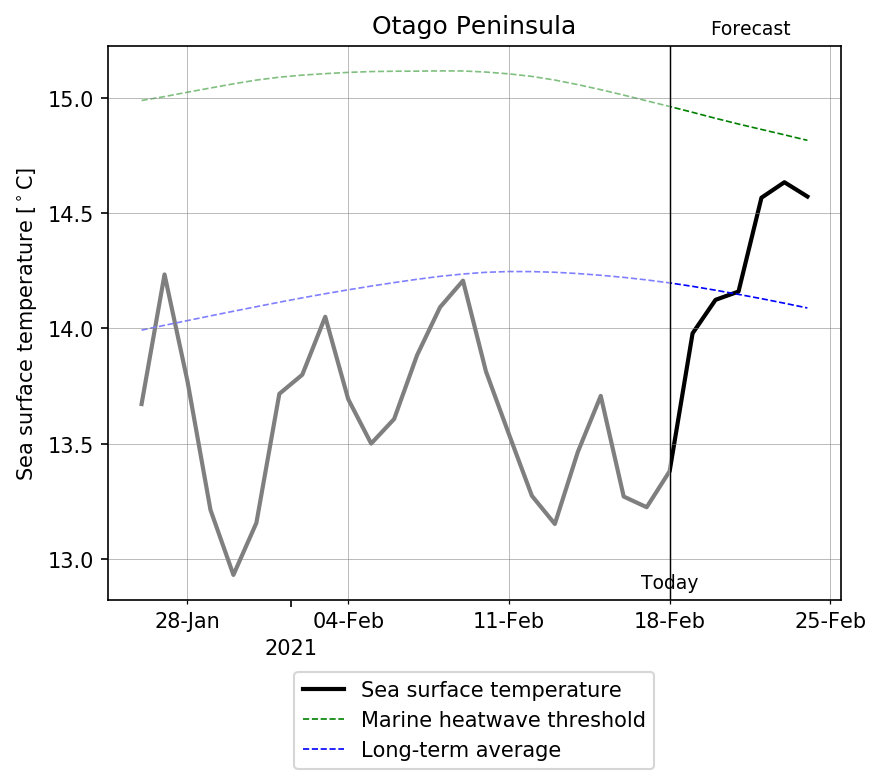 Otago Peninsula
Forecast
Sea surface temperature [°C]
15.0
14.5
14.0
13.5
13.0
Today
28-Jan 04-Feb 11-Feb 18-Feb 25-Feb
2021
Sea surface temperature
Marine heatwave threshold
Long-term average